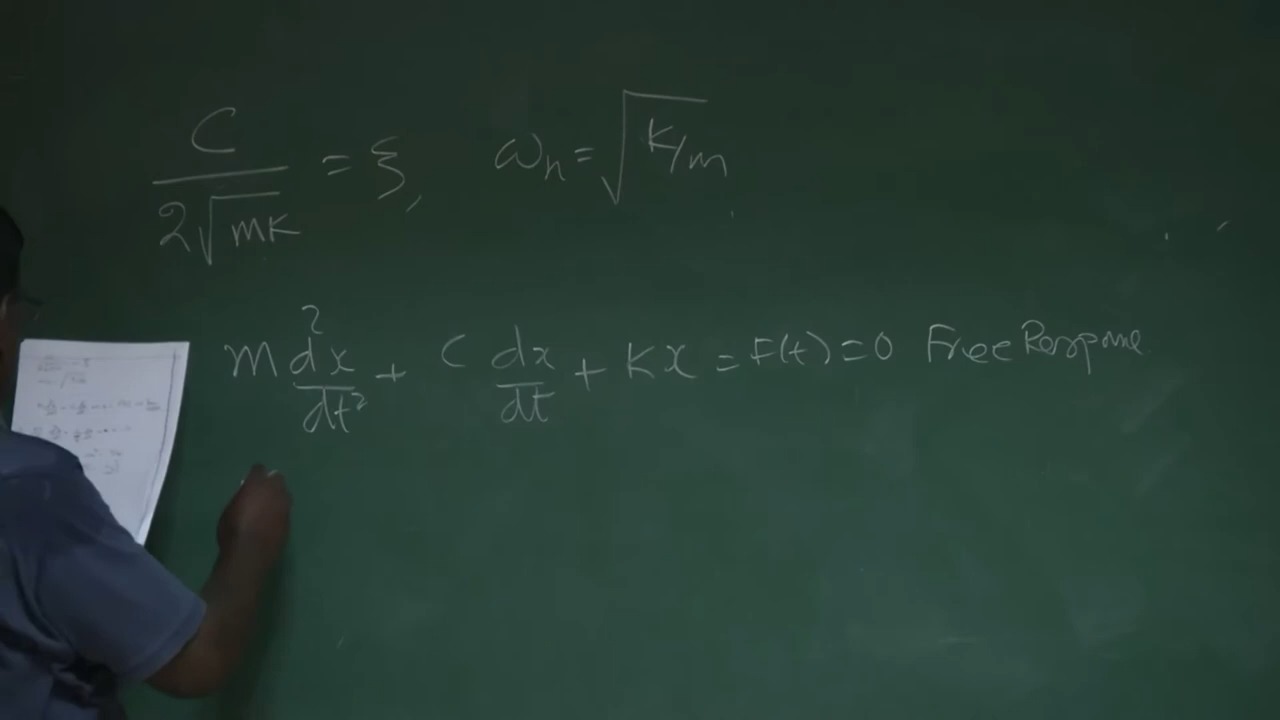 C/(2√mk) = ξ, ωn = √k/m
m d²x/dt² + C dx/dt + Kx = F(t) = 0 Free Response